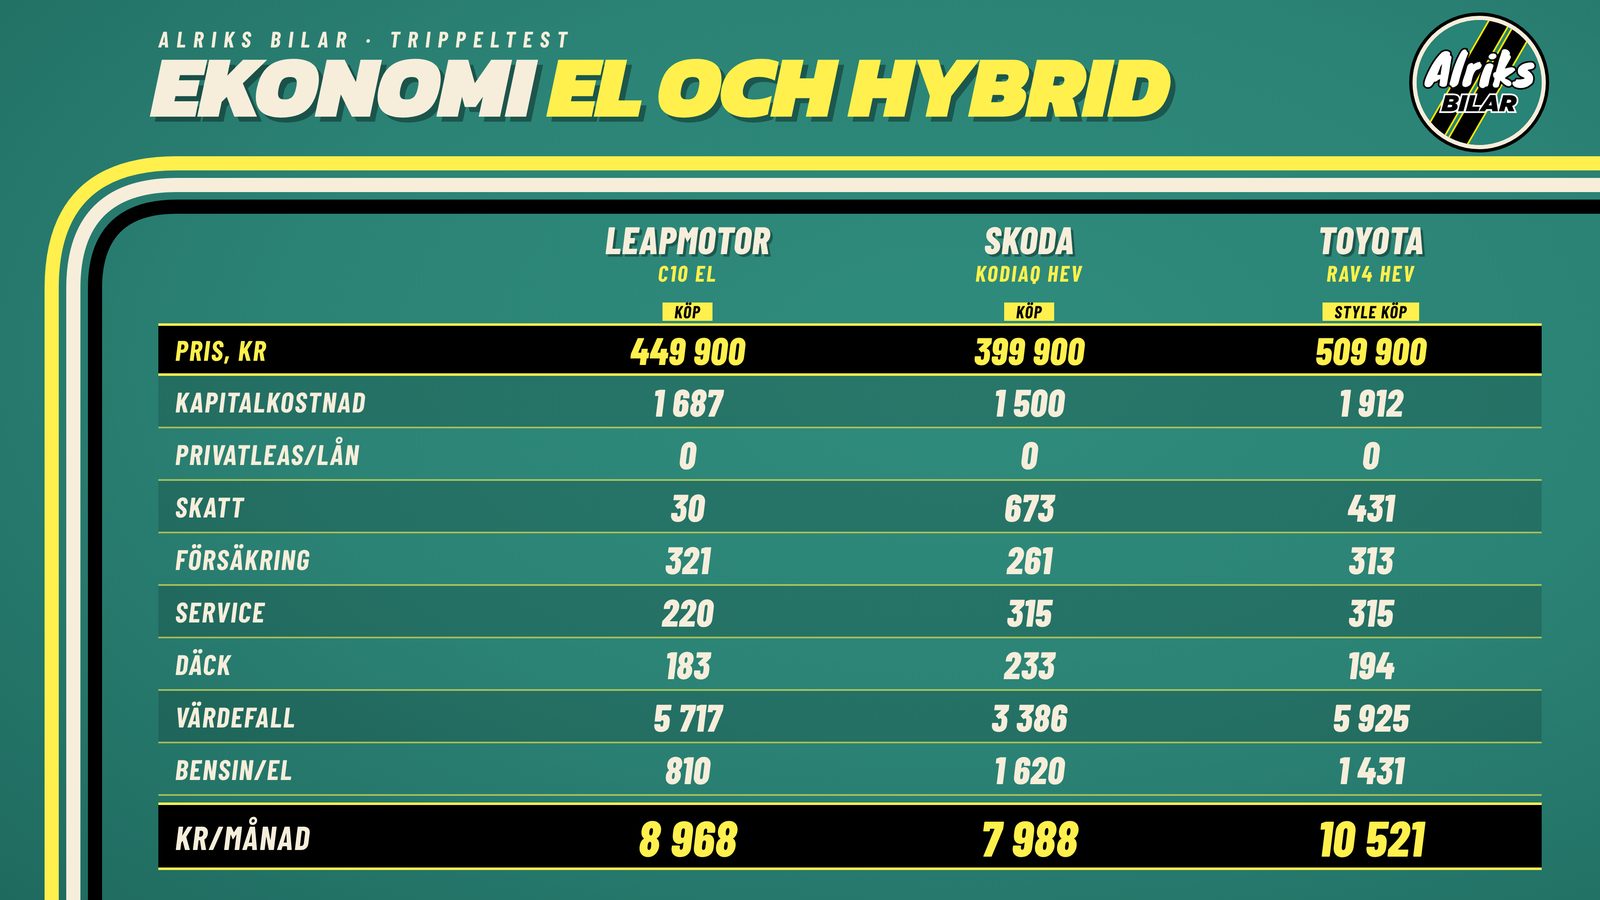 ALRIKS BILAR · TRIPPELTEST
EKONOMI EL OCH HYBRID
Alriks
BILAR
LEAPMOTOR SKODA TOYOTA
C10 EL KODIAQ HEV RAV4 HEV
KÖP KÖP STYLE KÖP
PRIS, KR 449 900 399 900 509 900
KAPITALKOSTNAD 1 687 1 500 1 912
PRIVATLEAS/LÅN 0 0 0
SKATT 30 673 431
FÖRSÄKRING 321 261 313
SERVICE 220 315 315
DÄCK 183 233 194
VÄRDEFALL 5 717 3 386 5 925
BENSIN/EL 810 1 620 1 431
KR/MÅNAD 8 968 7 988 10 521